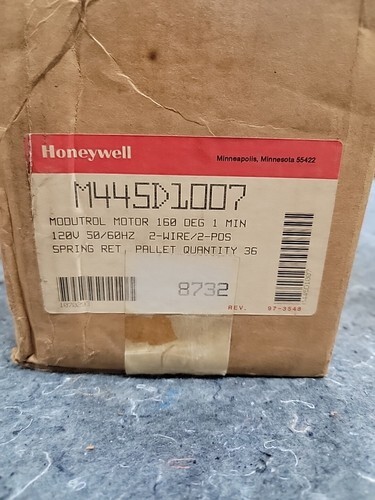 Honeywell
Minneapolis, Minnesota 55422
M445D1007
MODUTROL MOTOR 160 DEG 1 MIN
120V 50/60HZ 2-WIRE/2-POS
SPRING RET. PALLET QUANTITY 36
8732
REV. 87-3548